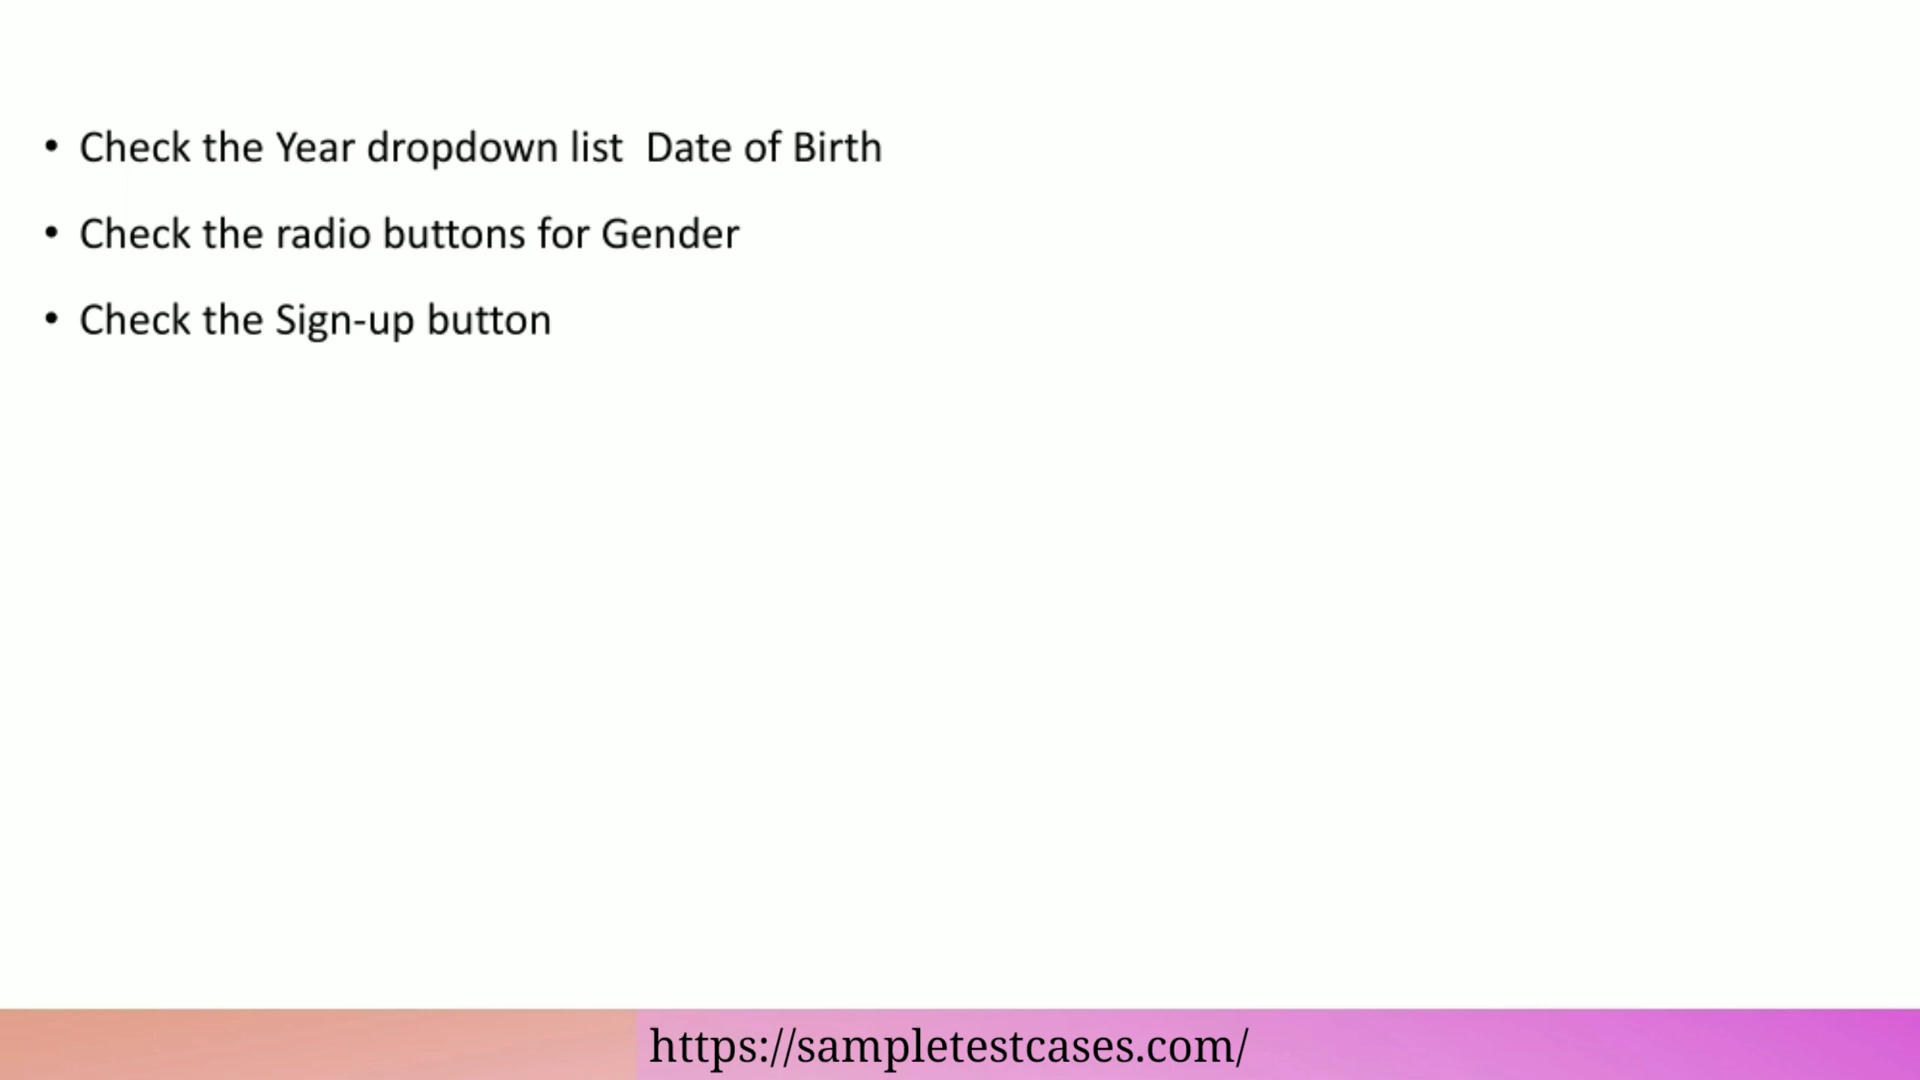 • Check the Year dropdown list  Date of Birth
• Check the radio buttons for Gender
• Check the Sign-up button
https://sampletestcases.com/